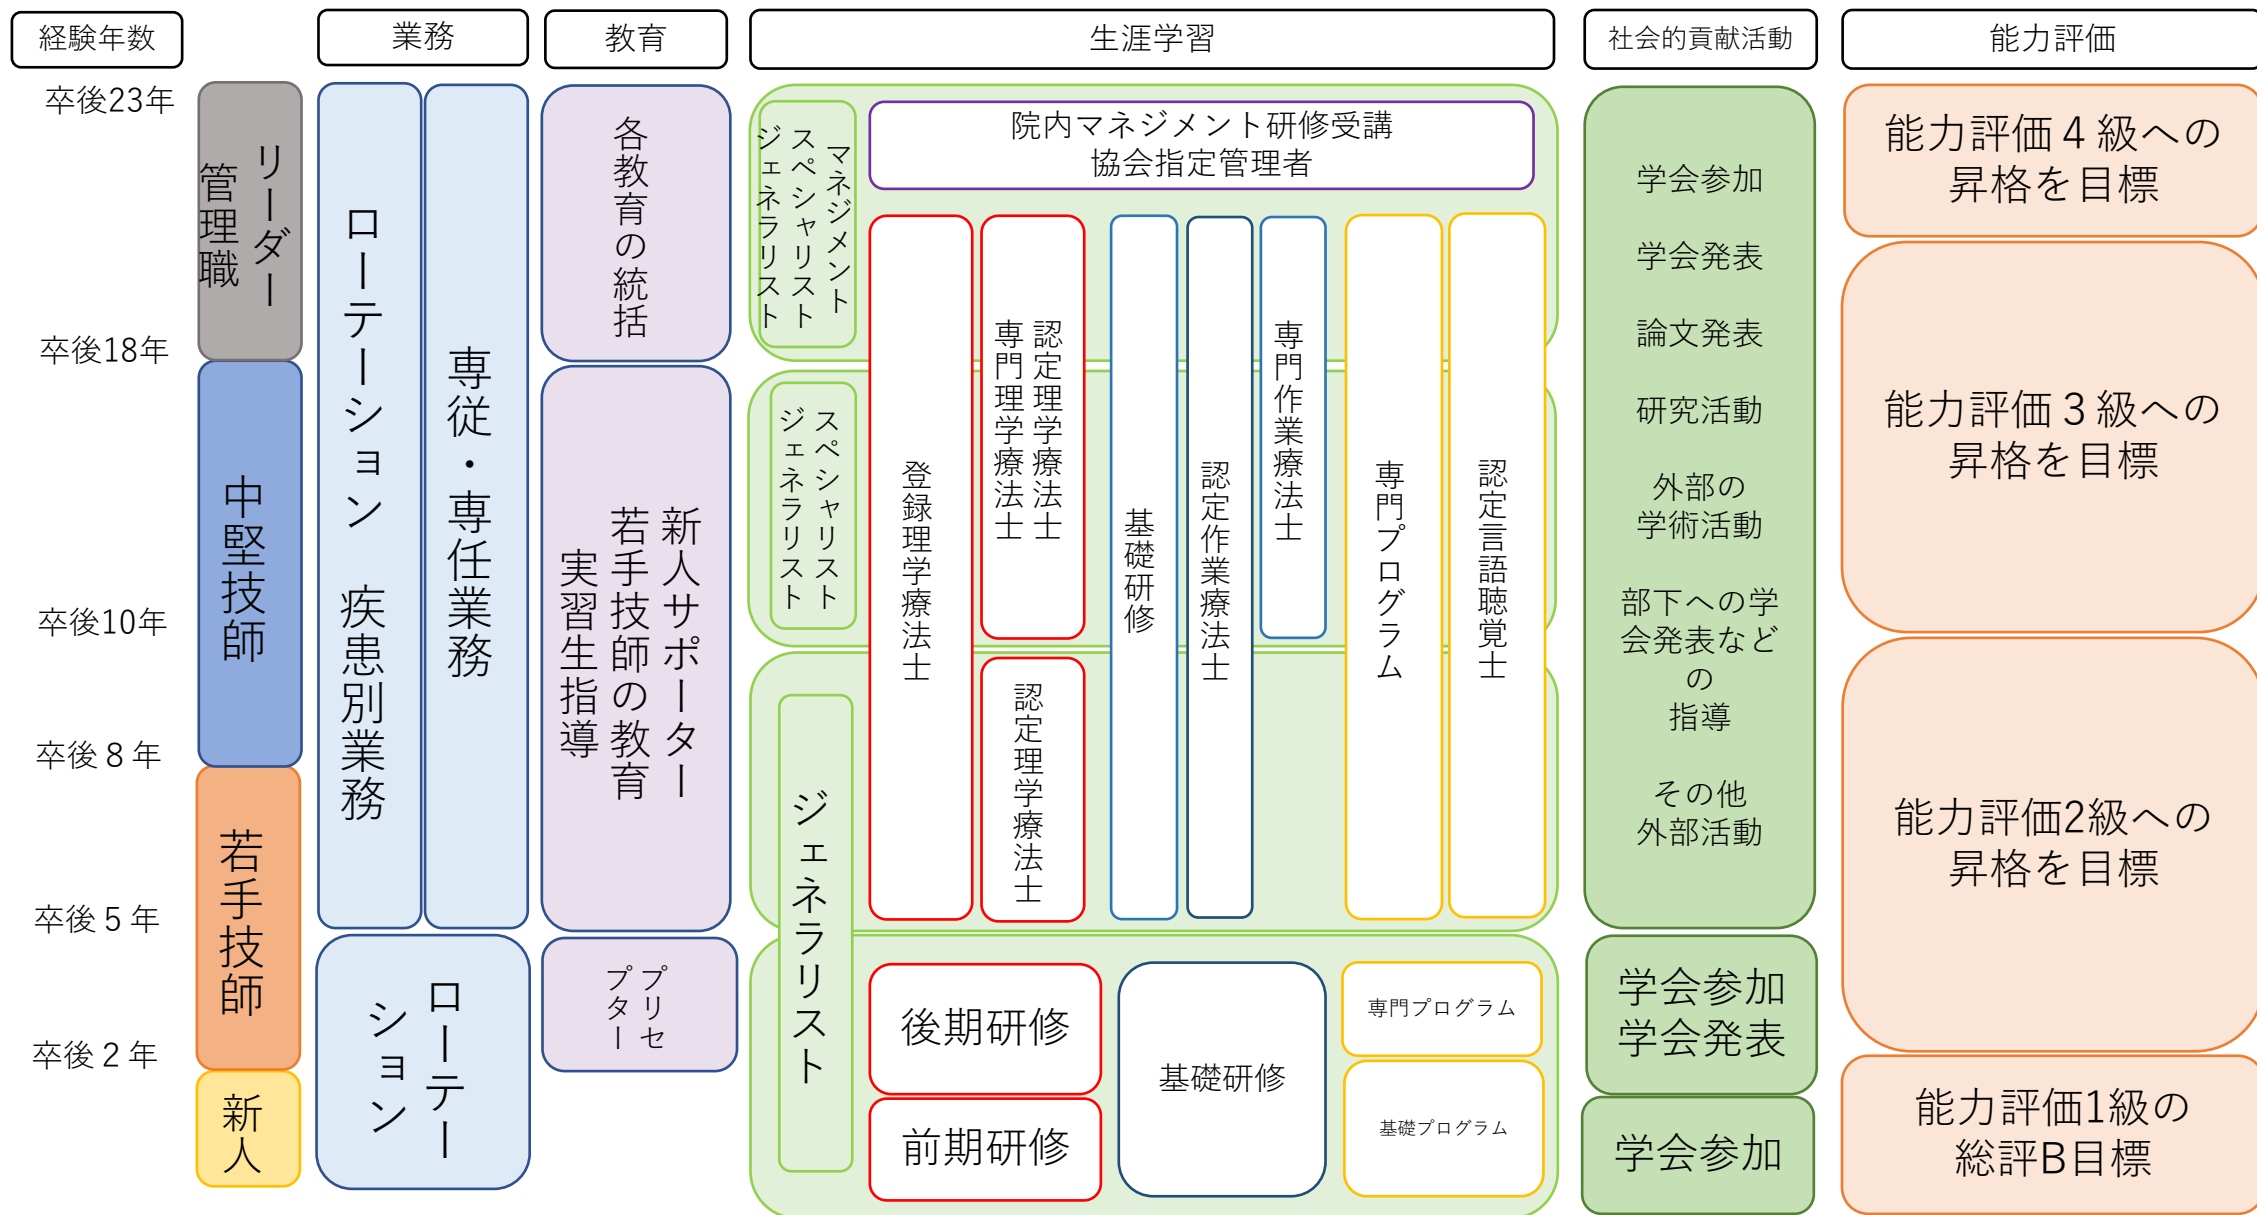 経験年数
業務
教育
生涯学習
社会的貢献活動
能力評価
卒後23年
卒後18年
卒後10年
卒後８年
卒後５年
卒後２年
リーダー
管理職
中堅技師
若手技師
新人
ローテーション　疾患別業務
専従・専任業務
ローテー
ション
各教育の統括
新人サポーター
若手技師の教育
実習生指導
プリセ
プター
マネジメント
スペシャリスト
ジェネラリスト
スペシャリスト
ジェネラリスト
ジェネラリスト
院内マネジメント研修受講
協会指定管理者
登録理学療法士
認定理学療法士
専門理学療法士
認定理学療法士
基礎研修
認定作業療法士
専門作業療法士
専門プログラム
認定言語聴覚士
後期研修
前期研修
基礎研修
専門プログラム
基礎プログラム
学会参加
学会発表
論文発表
研究活動
外部の
学術活動
部下への学
会発表など
の
指導
その他
外部活動
学会参加
学会発表
学会参加
能力評価４級への
昇格を目標
能力評価３級への
昇格を目標
能力評価2級への
昇格を目標
能力評価1級の
総評B目標